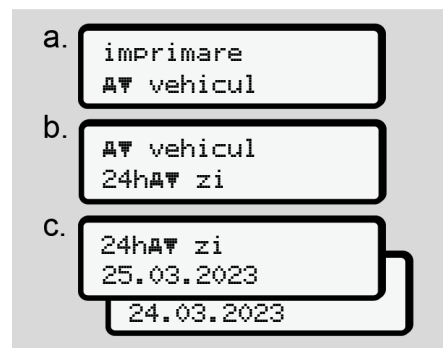 a.
imprimare
⍚▼ vehicul
b.
⍚▼ vehicul
24h⍚▼ zi
c.
24h⍚▼ zi
25.03.2023
24.03.2023